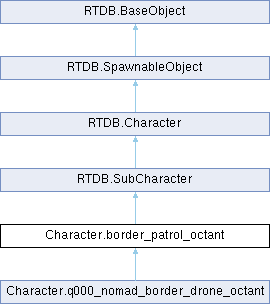 RTDB.BaseObject
RTDB.SpawnableObject
RTDB.Character
RTDB.SubCharacter
Character.border_patrol_octant
Character.q000_nomad_border_drone_octant